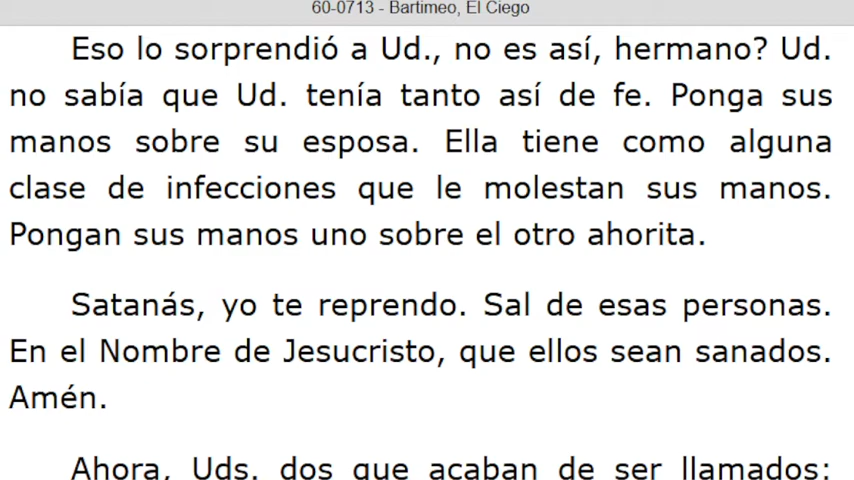 60-0713 - Bartimeo, El Ciego
Eso lo sorprendió a Ud., no es así, hermano? Ud.
no sabía que Ud. tenía tanto así de fe. Ponga sus
manos sobre su esposa. Ella tiene como alguna
clase de infecciones que le molestan sus manos.
Pongan sus manos uno sobre el otro ahorita.
Satanás, yo te reprendo. Sal de esas personas.
En el Nombre de Jesucristo, que ellos sean sanados.
Amén.
Ahora, Uds. dos que acaban de ser llamados: